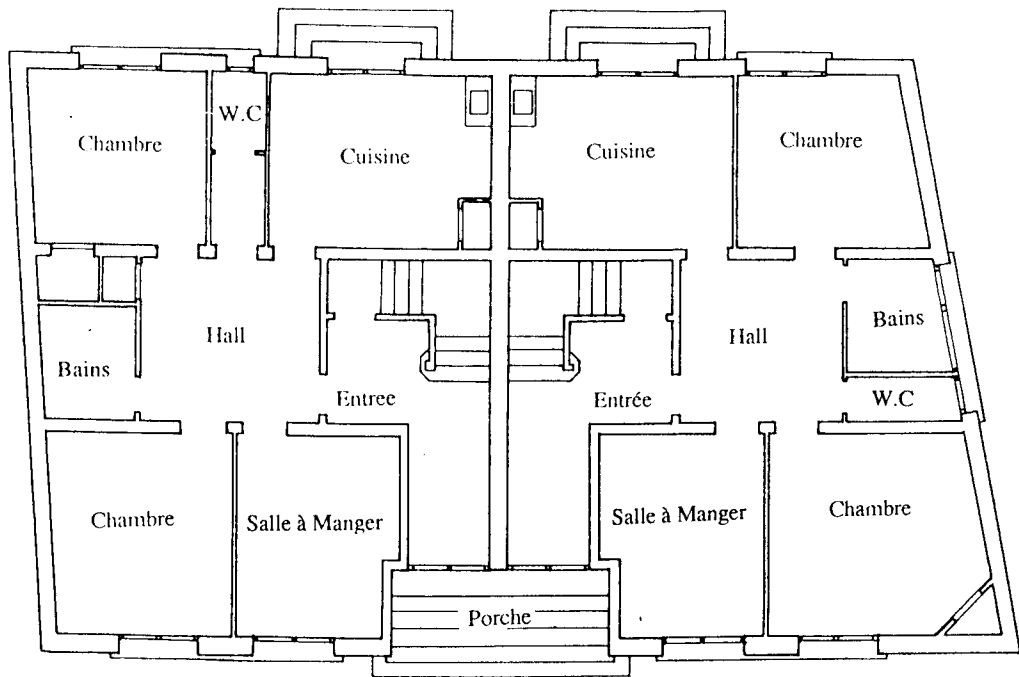 W.C
Chambre
Cuisine
Cuisine
Chambre
Hall
Bains
Entree
Hall
Bains
Entrée
W.C
Chambre
Salle à Manger
Salle à Manger
Chambre
Porche